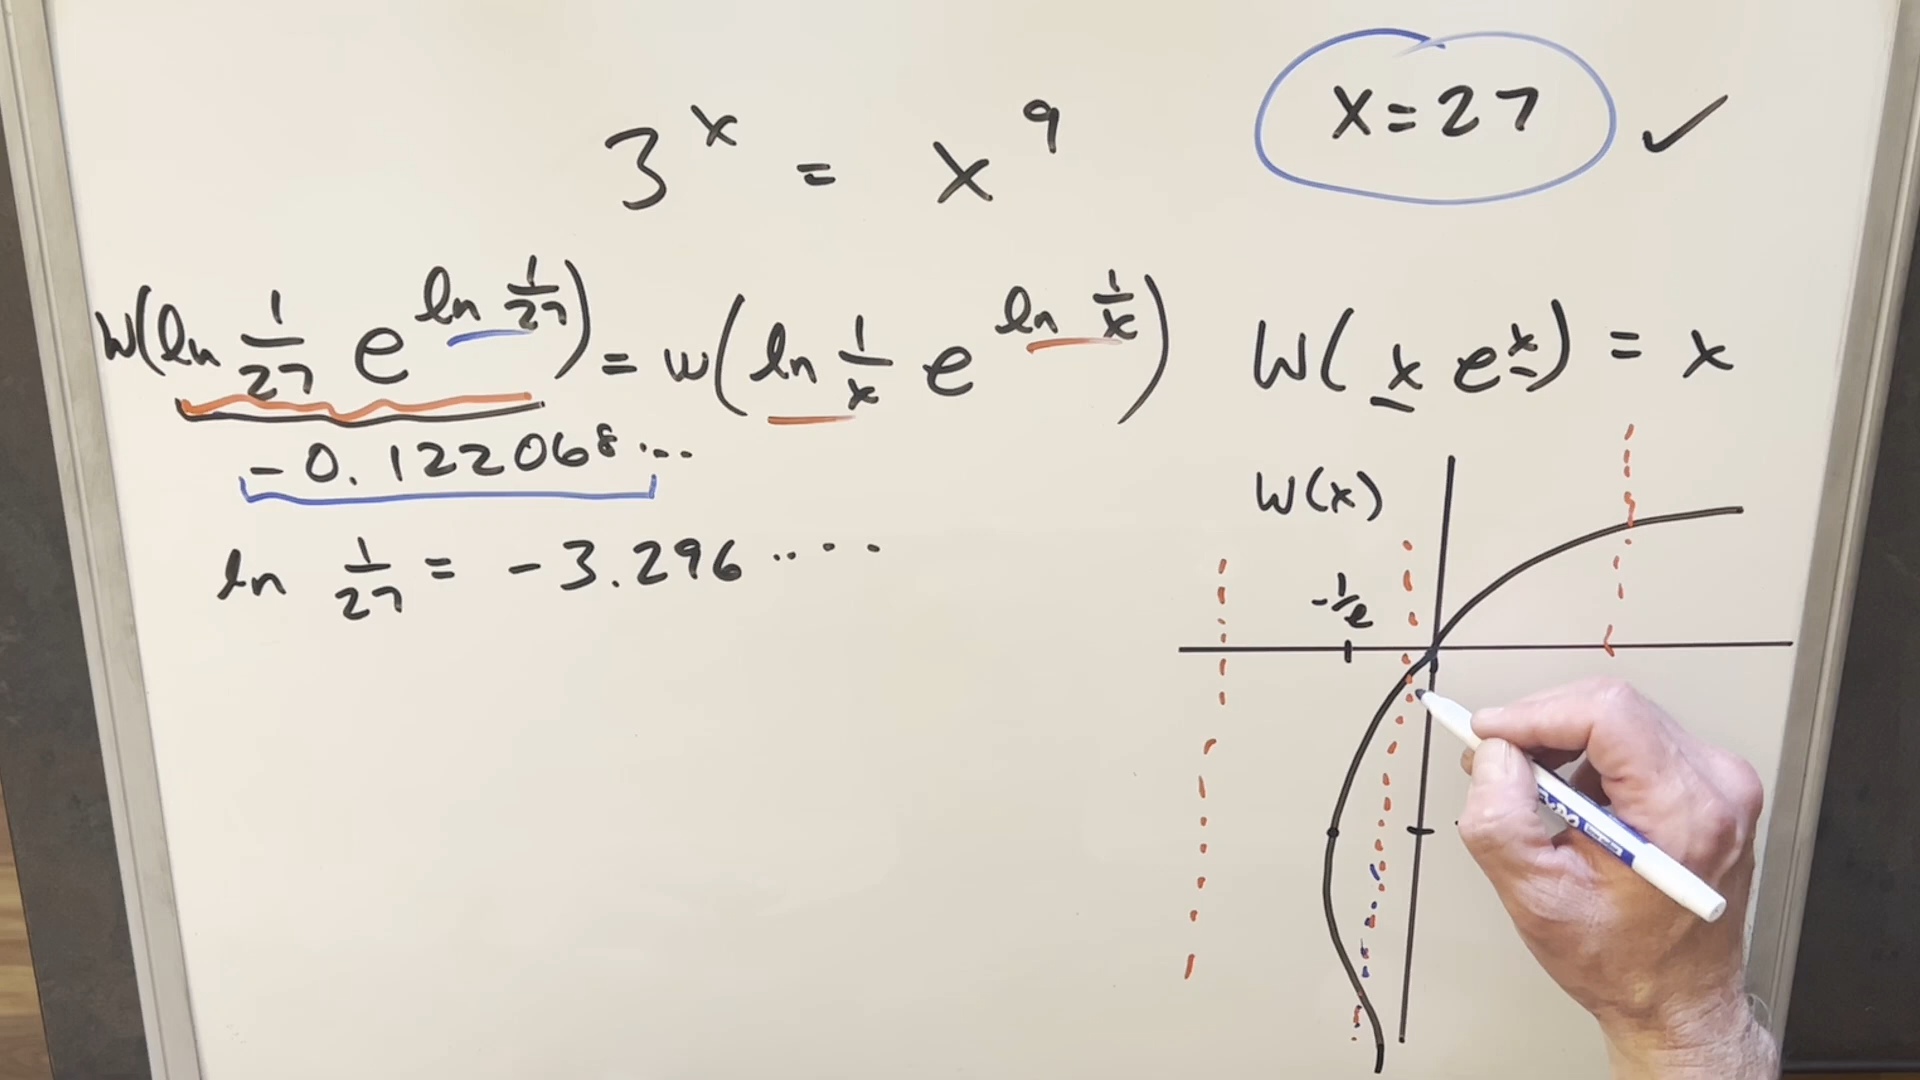 3^x = x^9
x = 27 ✓
W(ln 1/27 e^(ln 1/27)) = W(ln 1/x e^(ln 1/x))
W(x e^x) = x
-0.122068...
W(x)
ln 1/27 = -3.296.....
-1/e